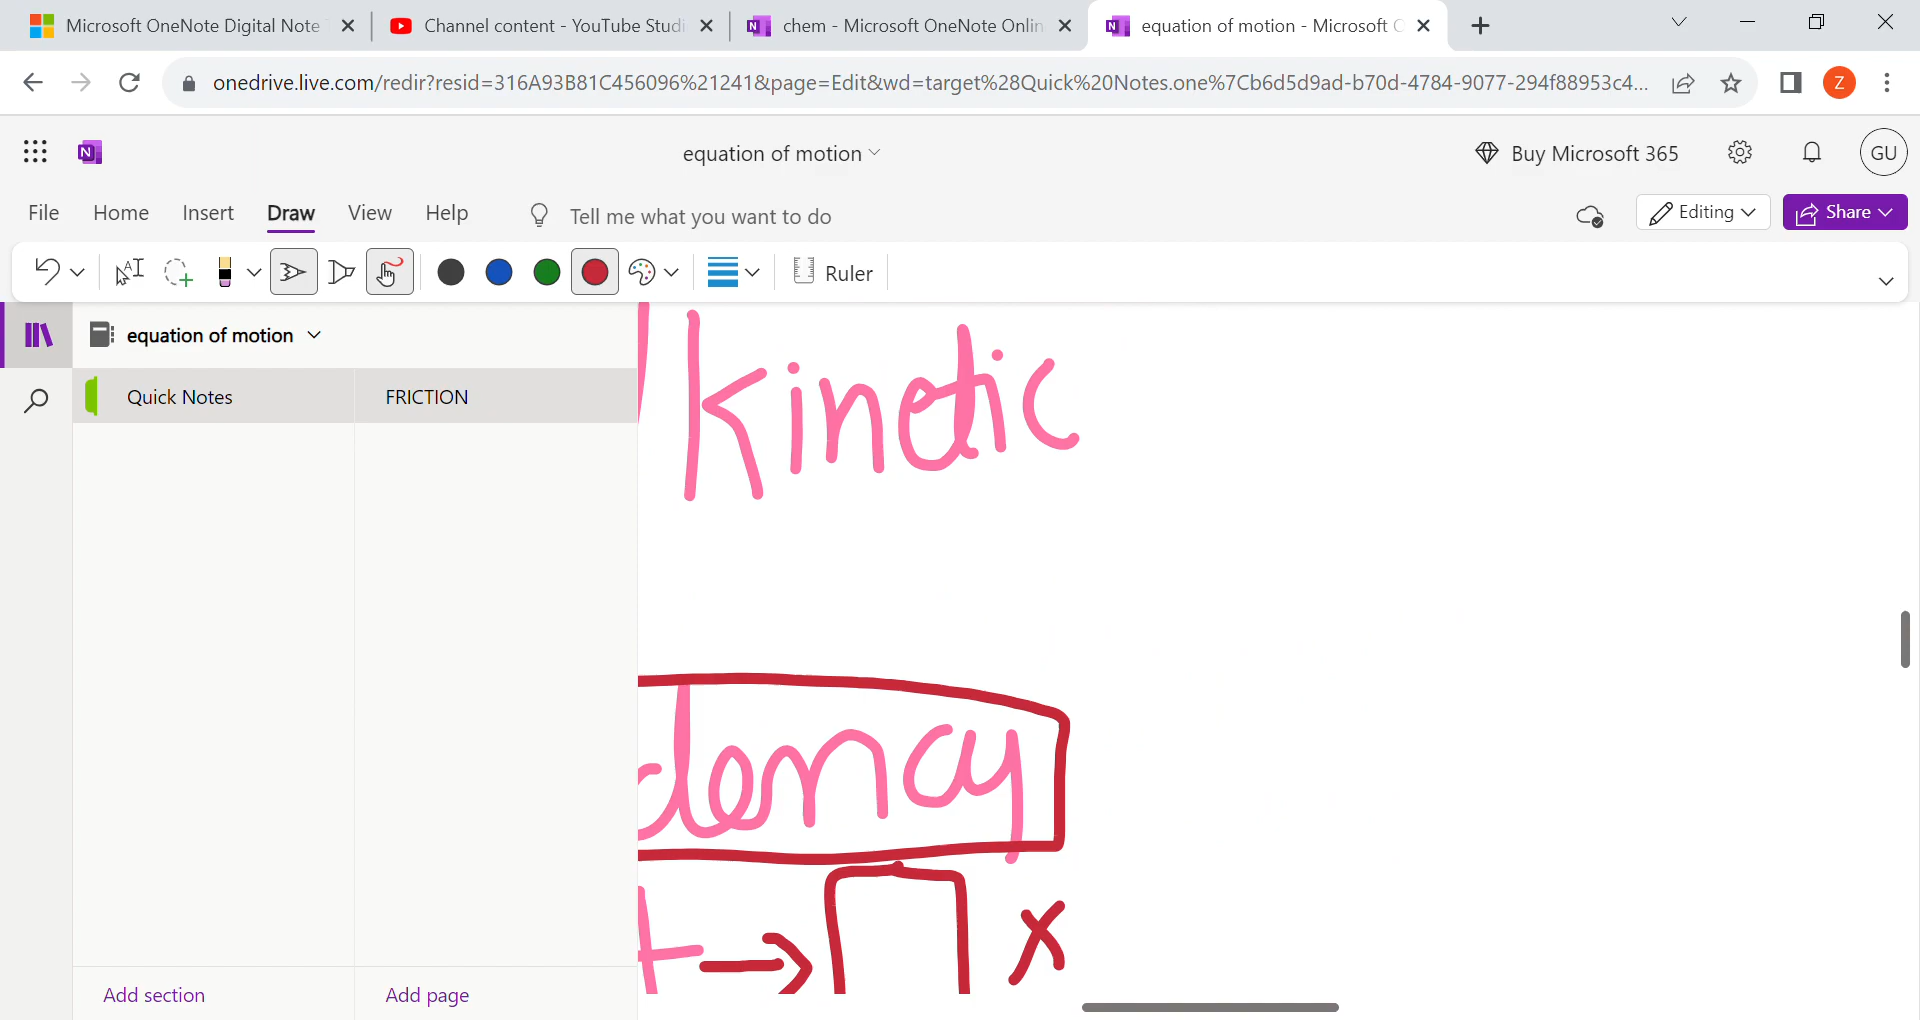 Microsoft OneNote Digital Note
Channel content - YouTube Studi
chem - Microsoft OneNote Onlin
equation of motion - Microsoft O
onedrive.live.com/redir?resid=316A93B81C456096%21241&page=Edit&wd=target%28Quick%20Notes.one%7Cb6d5d9ad-b70d-4784-9077-294f88953c4...
Z
N
equation of motion
Buy Microsoft 365
GU
File Home Insert Draw View Help
Tell me what you want to do
Editing
Share
Ruler
equation of motion
Quick Notes
FRICTION
Kinetic
dency
t → x
Add section
Add page